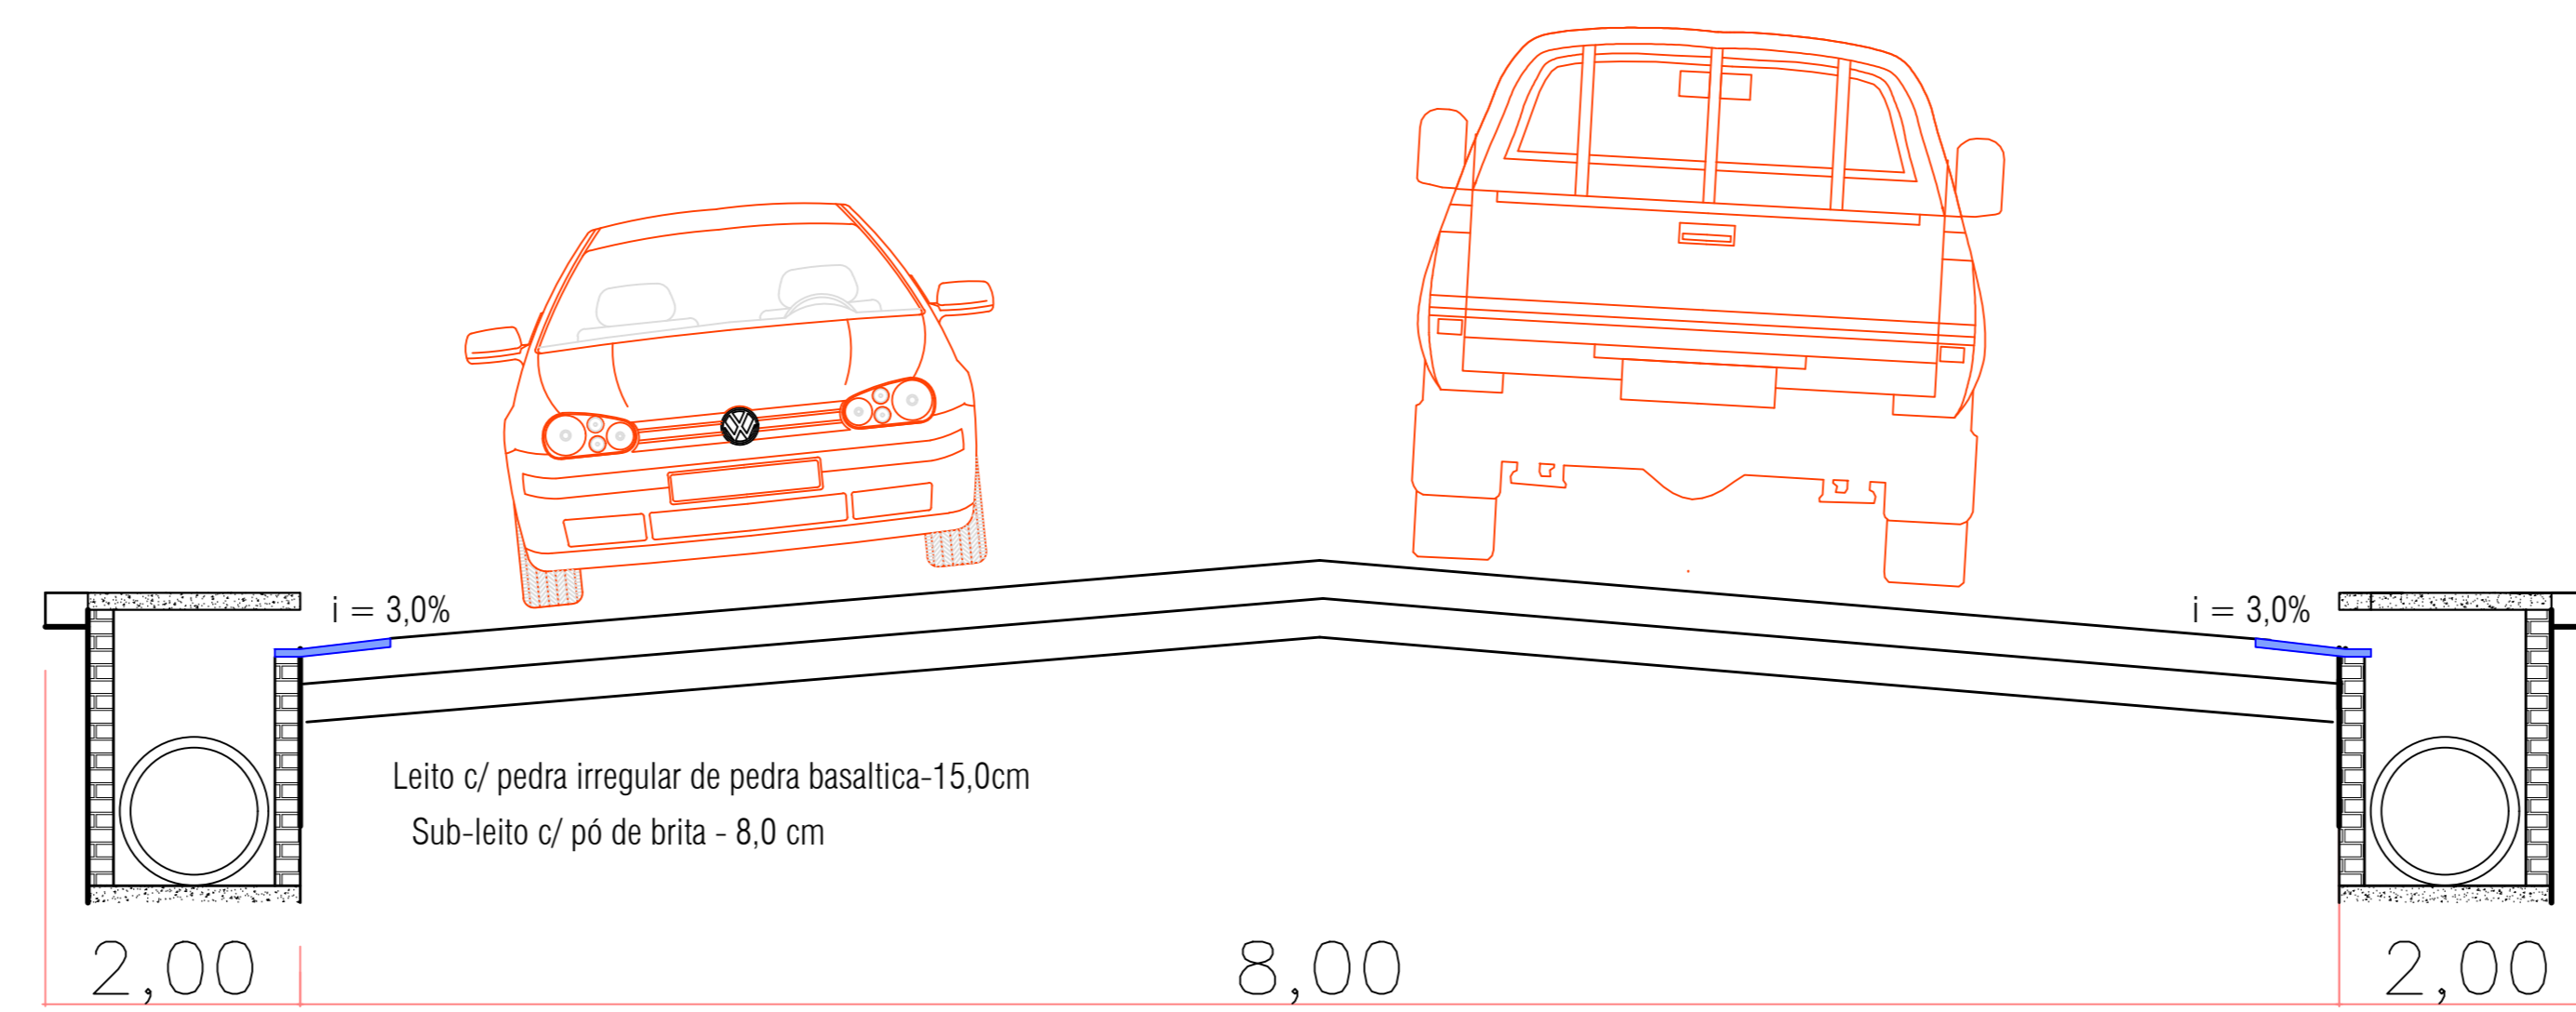 i = 3,0%
i = 3,0%
Leito c/ pedra irregular de pedra basaltica-15,0cm
Sub-leito c/ pó de brita - 8,0 cm
2,00
8,00
2,00